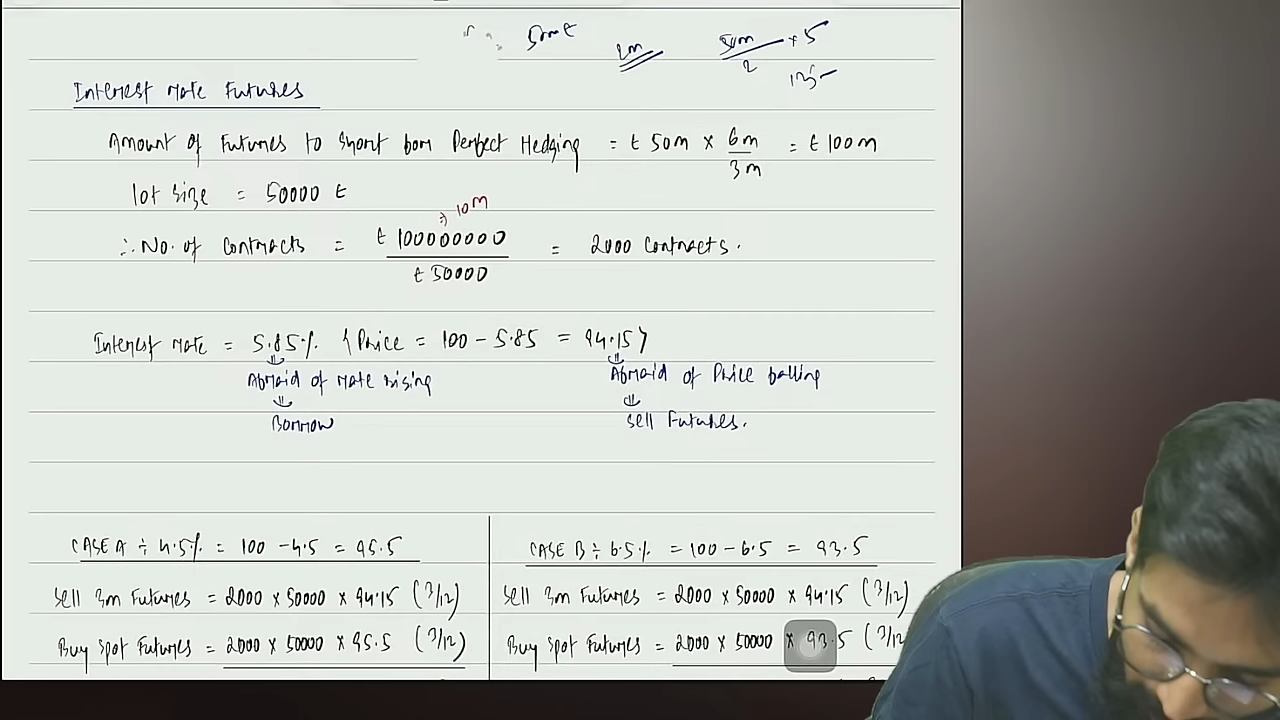 50m £
2m
50m × 5
2
125
Interest Rate Futures
Amount of Futures to Short for Perfect Hedging = £ 50m × 6m/3m = £ 100m
lot size = 50000 £
⇒ 10M
∴ No. of Contracts = £ 100000000 / £ 50000 = 2000 Contracts.
Interest Rate = 5.85% {Price = 100 - 5.85 = 94.15}
Afraid of rate rising
Afraid of Price falling
Borrow
Sell Futures.
CASE A ÷ 4.5% = 100 - 4.5 = 95.5
Sell 3m Futures = 2000 × 50000 × 94.15 (3/12)
Buy Spot Futures = 2000 × 50000 × 95.5 (3/12)
CASE B ÷ 6.5% = 100 - 6.5 = 93.5
Sell 3m Futures = 2000 × 50000 × 94.15 (3/12)
Buy Spot Futures = 2000 × 50000 × 93.5 (3/12